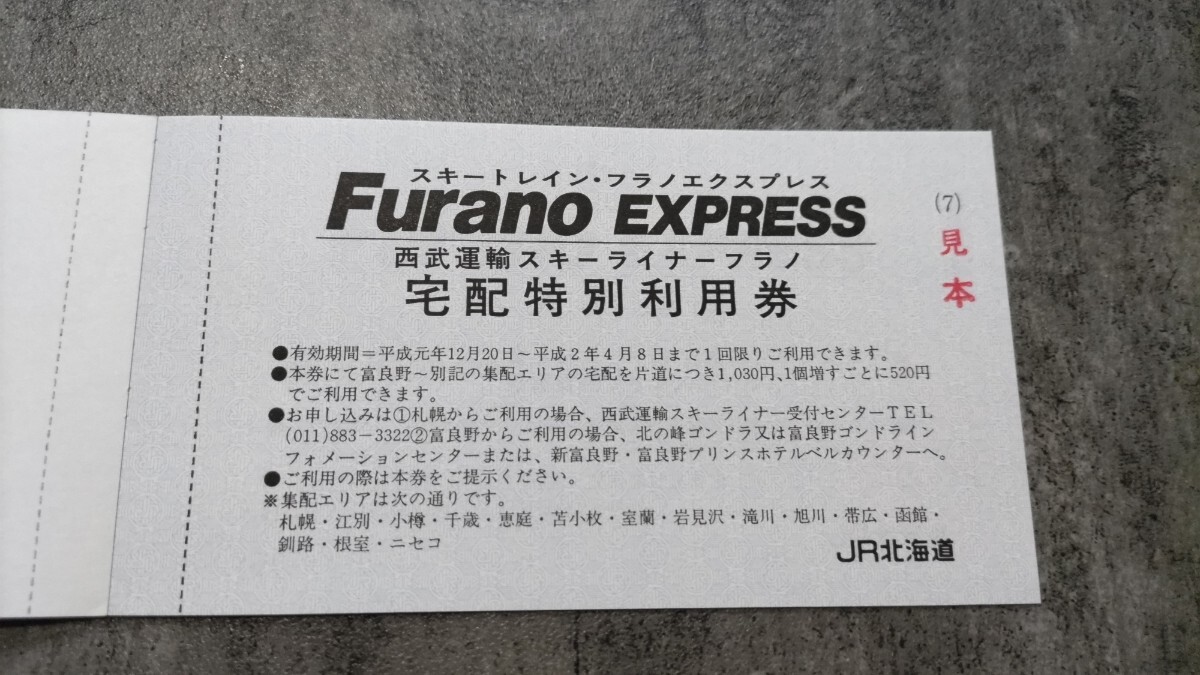 スキートレイン・フラノエクスプレス
Furano EXPRESS
(7)
見本
西武運輸スキーライナーフラノ
宅配特別利用券
●有効期間=平成元年12月20日～平成2年4月8日まで1回限りご利用できます。
●本券にて富良野～別記の集配エリアの宅配を片道につき1,030円、1個増すごとに520円
でご利用できます。
●お申し込みは①札幌からご利用の場合、西武運輸スキーライナー受付センターTEL
(011)883-3322②富良野からご利用の場合、北の峰ゴンドラ又は富良野ゴンドライン
フォメーションセンターまたは、新富良野・富良野プリンスホテルベルカウンターへ。
●ご利用の際は本券をご提示ください。
※集配エリアは次の通りです。
札幌・江別・小樽・千歳・恵庭・苫小枚・室蘭・岩見沢・滝川・旭川・帯広・函館・
釧路・根室・ニセコ
JR北海道